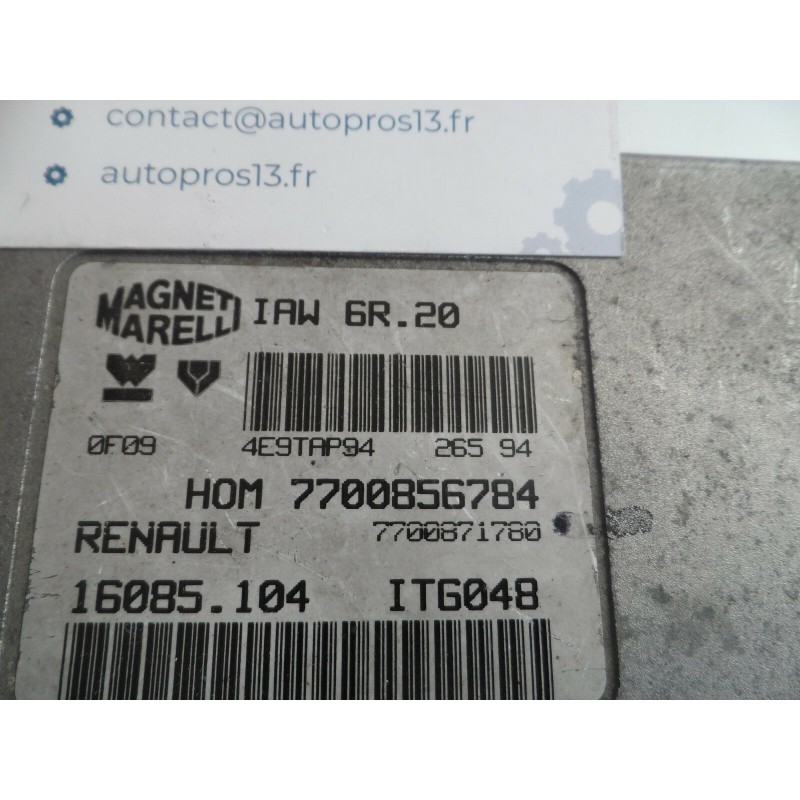 contact@autopros13.fr
autopros13.fr
MAGNETI
MARELLI
IAW 6R.20
0F09
4E9TAP94
265 94
HOM 7700856784
RENAULT
7700871780
16085.104
ITG048